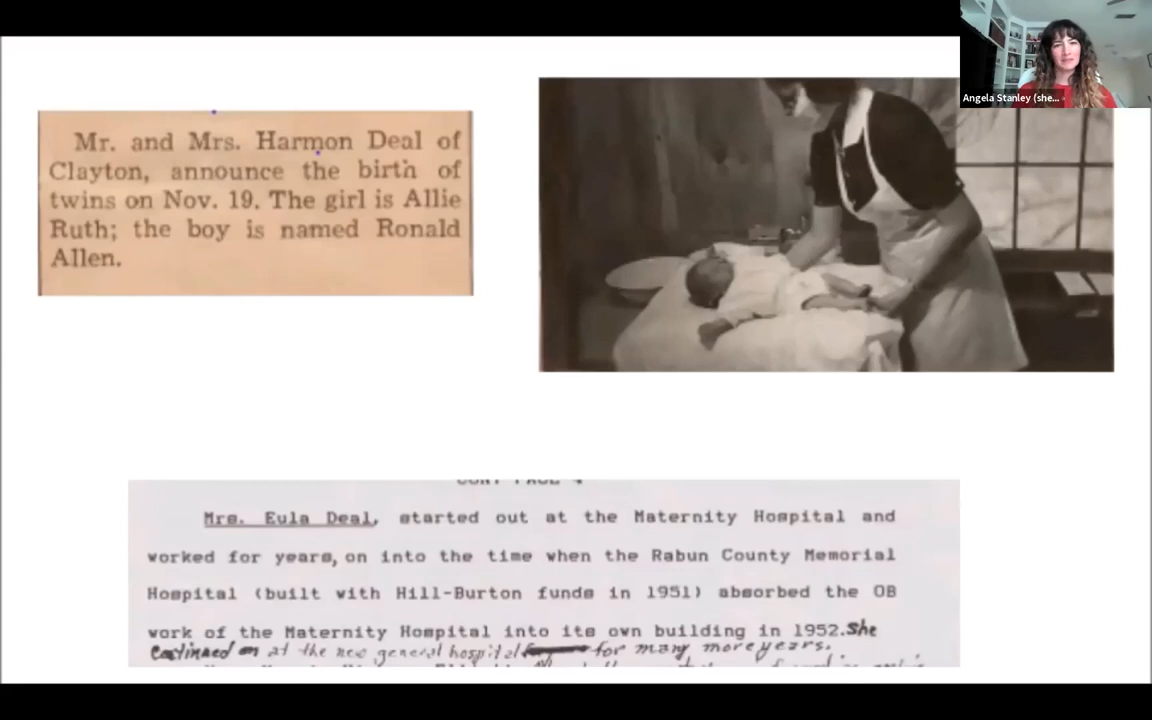 Angela Stanley (she...
Mr. and Mrs. Harmon Deal of
Clayton, announce the birth of
twins on Nov. 19. The girl is Allie
Ruth; the boy is named Ronald
Allen.
Mrs. Eula Deal, started out at the Maternity Hospital and
worked for years, on into the time when the Rabun County Memorial
Hospital (built with Hill-Burton funds in 1951) absorbed the OB
work of the Maternity Hospital into its own building in 1952. She
continued on at the new general hospital for many more years.